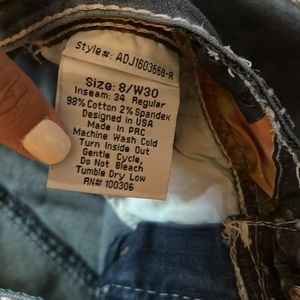 Style#: ADJ1603668-R
Size: 8/W30
Inseam: 34 Regular
98% Cotton 2% Spandex
Designed in USA
Made in PRC
Machine Wash Cold
Turn Inside Out
Gentle Cycle,
Do Not Bleach
Tumble Dry Low
RN# 100306